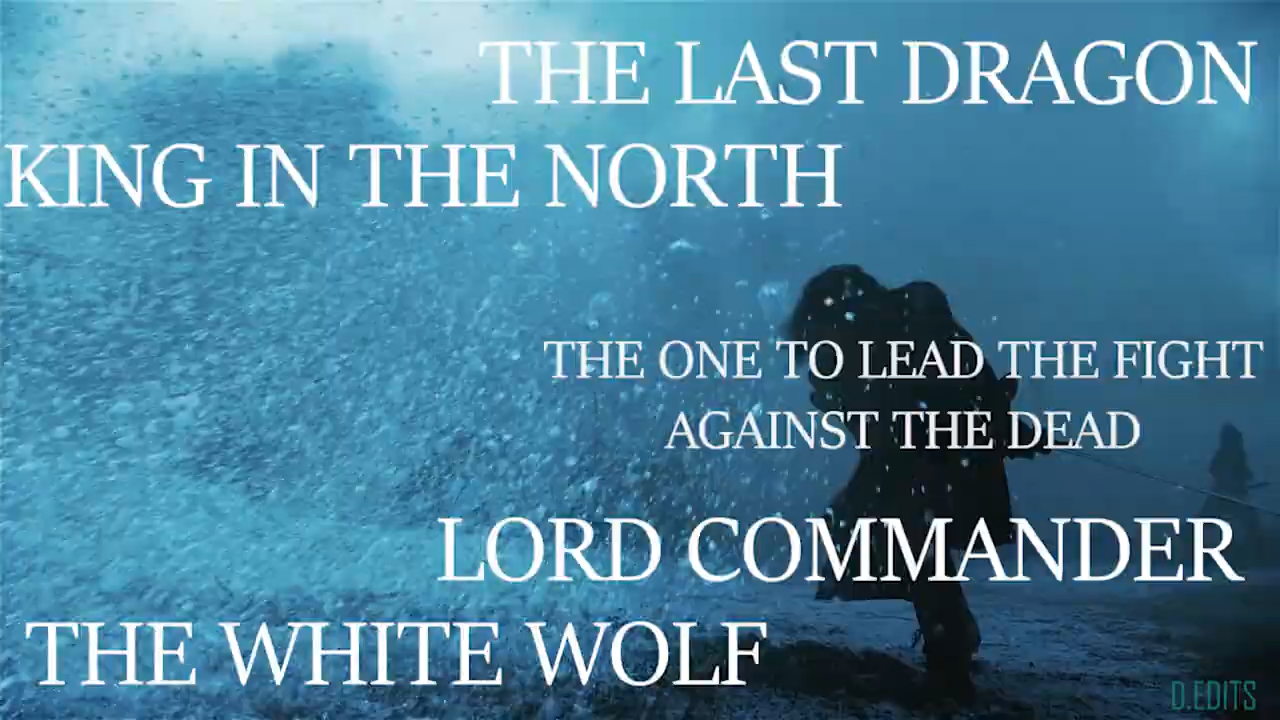 THE LAST DRAGON
KING IN THE NORTH
THE ONE TO LEAD THE FIGHT
AGAINST THE DEAD
LORD COMMANDER
THE WHITE WOLF
D.EDITS